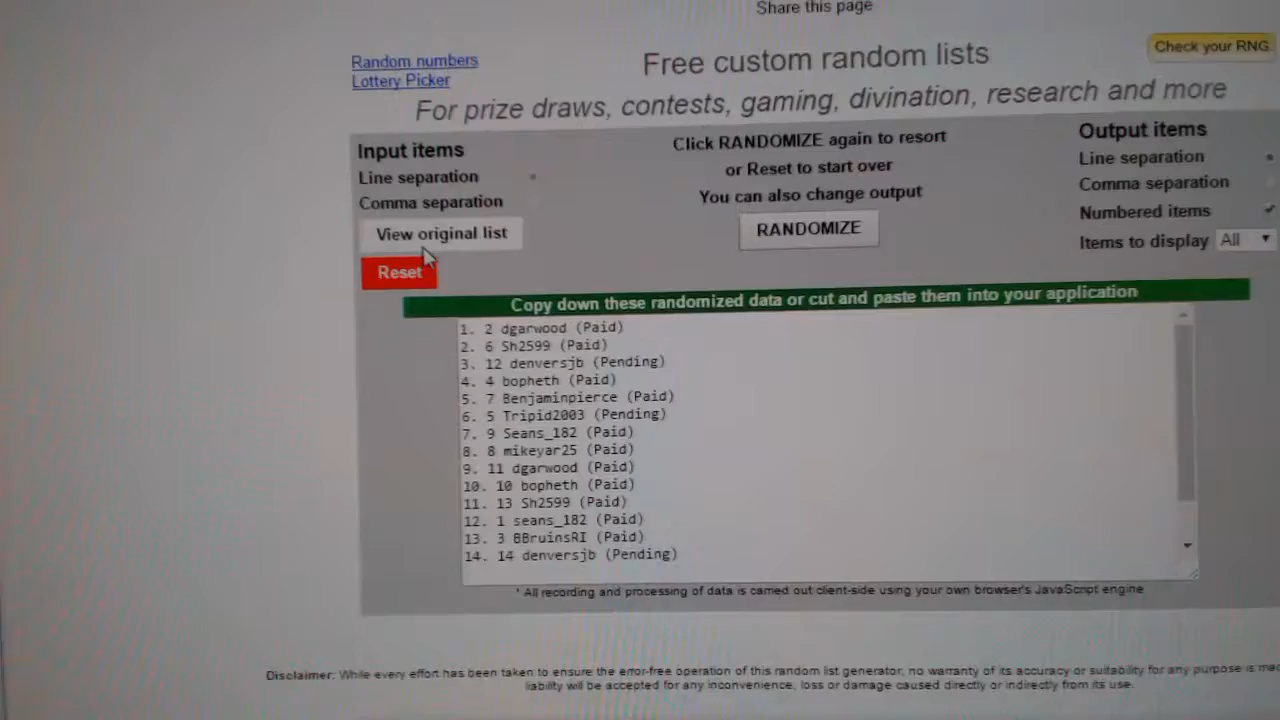 Share this page
Random numbers
Lottery Picker
Free custom random lists
Check your RNG
For prize draws, contests, gaming, divination, research and more
Input items
Line separation
Comma separation
View original list
Reset
Click RANDOMIZE again to resort
or Reset to start over
You can also change output
RANDOMIZE
Output items
Line separation
Comma separation
Numbered items
Items to display All
Copy down these randomized data or cut and paste them into your application
1. 2 dgarwood (Paid)
2. 6 Sh2599 (Paid)
3. 12 denversjb (Pending)
4. 4 bopheth (Paid)
5. 7 Benjaminpierce (Paid)
6. 5 Tripid2003 (Pending)
7. 9 Seans_182 (Paid)
8. 8 mikeyar25 (Paid)
9. 11 dgarwood (Paid)
10. 10 bopheth (Paid)
11. 13 Sh2599 (Paid)
12. 1 seans_182 (Paid)
13. 3 BBruinsRI (Paid)
14. 14 denversjb (Pending)
* All recording and processing of data is carried out client-side using your own browser's JavaScript engine
Disclaimer: While every effort has been taken to ensure the error-free operation of this random list generator, no warranty of its accuracy or suitability for any purpose is
liability will be accepted for any inconvenience, loss or damage caused directly or indirectly from its use.